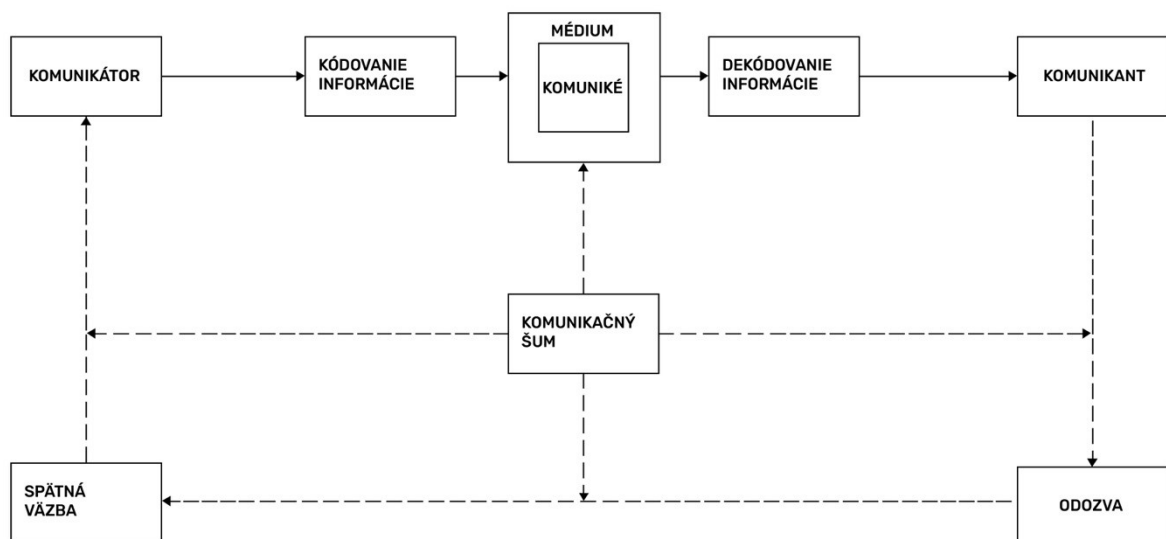 KOMUNIKÁTOR
KÓDOVANIE
INFORMÁCIE
MÉDIUM
KOMUNIKÉ
DEKÓDOVANIE
INFORMÁCIE
KOMUNIKANT
KOMUNIKAČNÝ
ŠUM
SPÄTNÁ
VÄZBA
ODOZVA